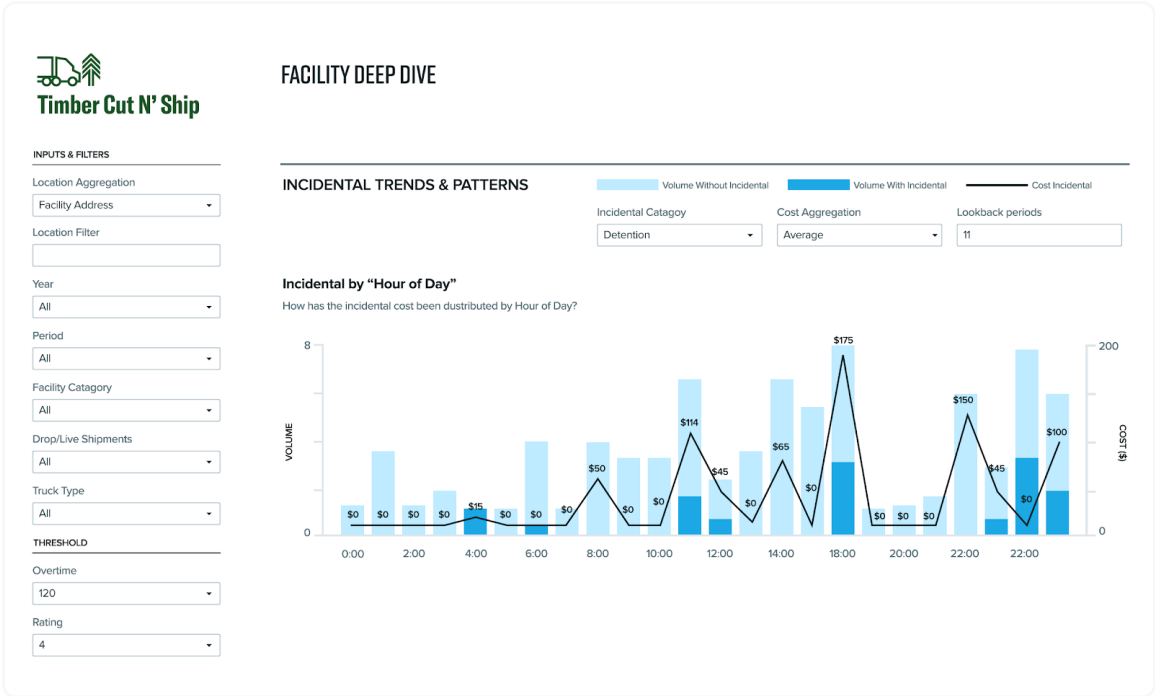 Timber Cut N' Ship
FACILITY DEEP DIVE
INPUTS & FILTERS
Location Aggregation
Facility Address
Location Filter
Year
All
Period
All
Facility Catagory
All
Drop/Live Shipments
All
Truck Type
All
THRESHOLD
Overtime
120
Rating
4
INCIDENTAL TRENDS & PATTERNS
Volume Without Incidental
Volume With Incidental
Cost Incidental
Incidental Catagoy
Cost Aggregation
Lookback periods
Detention
Average
11
Incidental by “Hour of Day”
How has the incidental cost been dustributed by Hour of Day?
8
0
VOLUME
$0 $0 $0 $0 $15 $0 $0 $0 $50 $0 $0 $114 $45 $0 $65 $0 $175 $0 $0 $0 $150 $45 $0 $100
200
0
COST ($)
0:00 2:00 4:00 6:00 8:00 10:00 12:00 14:00 18:00 20:00 22:00 22:00